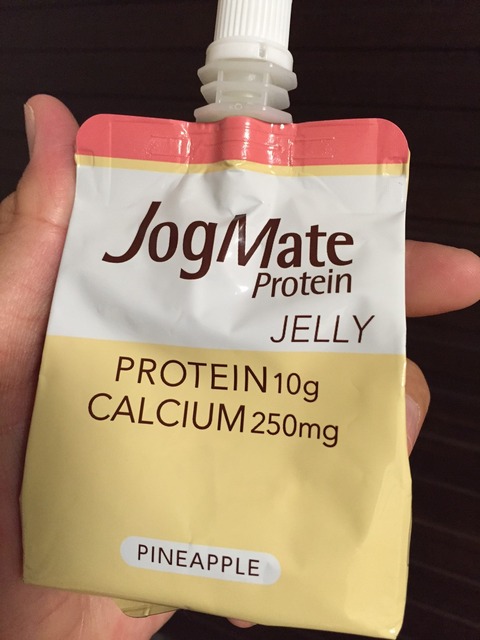 JogMate
Protein
JELLY
PROTEIN 10g
CALCIUM 250mg
PINEAPPLE